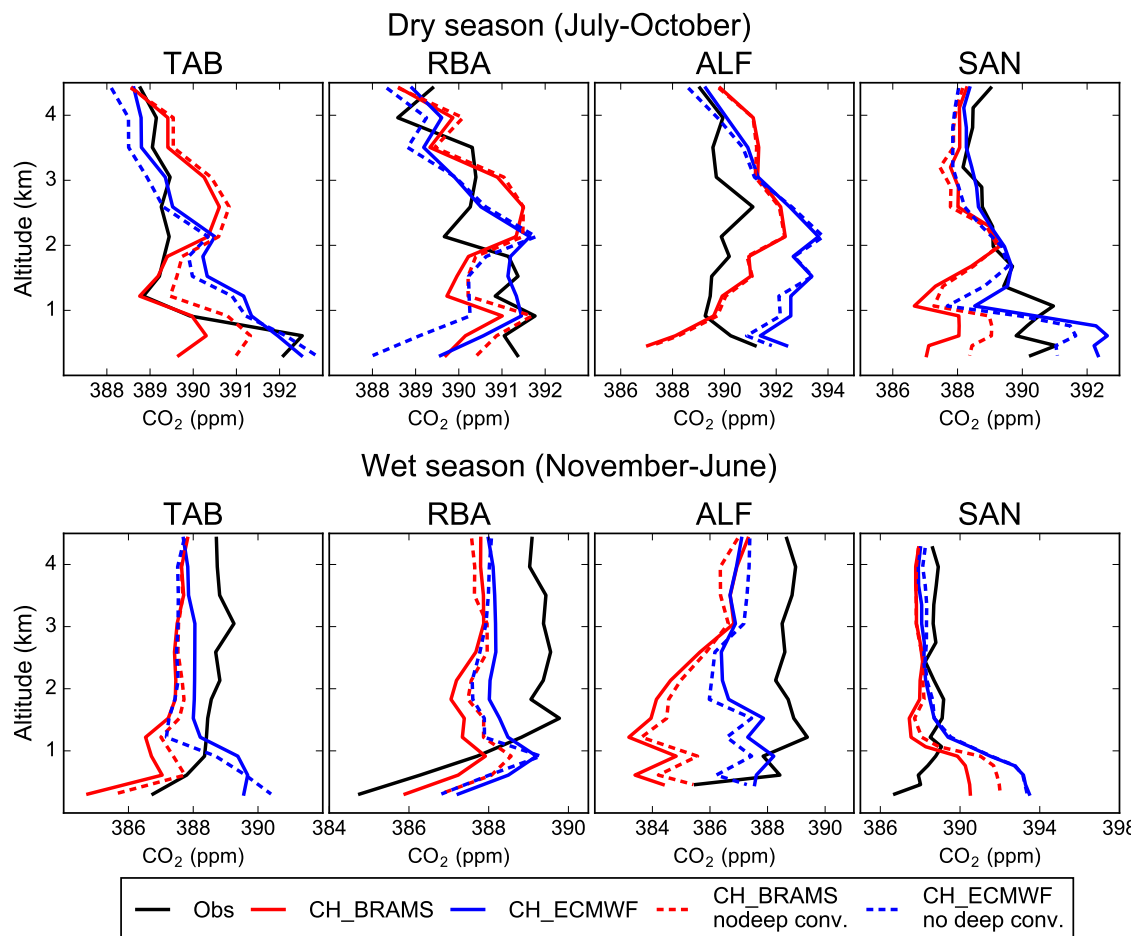 Dry season (July-October)
TAB RBA ALF SAN
Altitude (km)
4
3
2
1
388 389 390 391 392
388 389 390 391 392
386 388 390 392 394
386 388 390 392
CO2 (ppm) CO2 (ppm) CO2 (ppm) CO2 (ppm)
Wet season (November-June)
TAB RBA ALF SAN
Altitude (km)
4
3
2
1
386 388 390
384 386 388 390
384 386 388 390
386 390 394 398
CO2 (ppm) CO2 (ppm) CO2 (ppm) CO2 (ppm)
Obs
CH_BRAMS
CH_ECMWF
CH_BRAMS
nodeep conv.
CH_ECMWF
no deep conv.